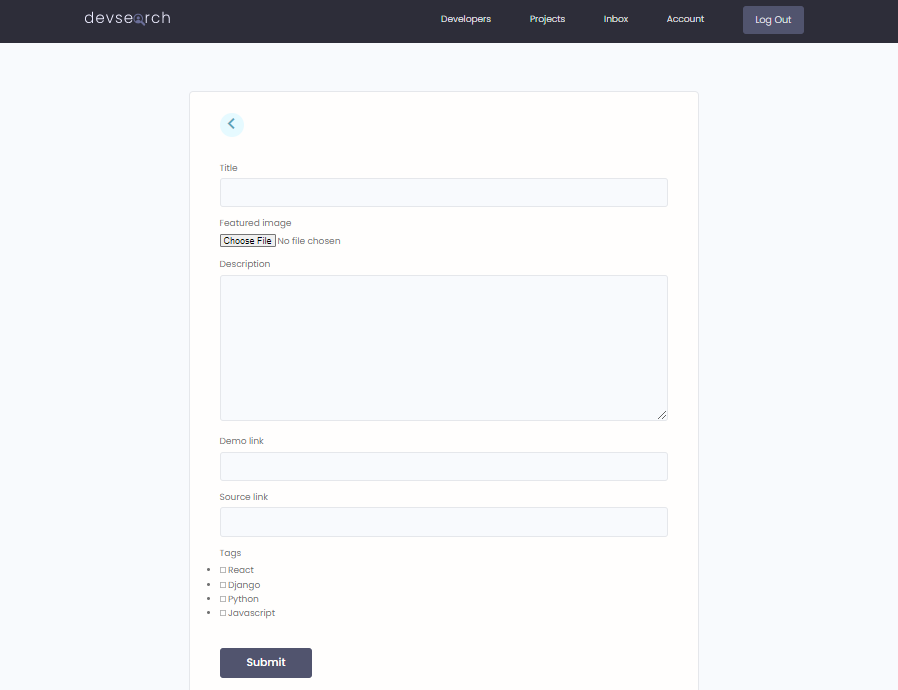 devsearch Developers Projects Inbox Account Log Out
Title
Featured image
Choose File No file chosen
Description
Demo link
Source link
Tags
React
Django
Python
Javascript
Submit